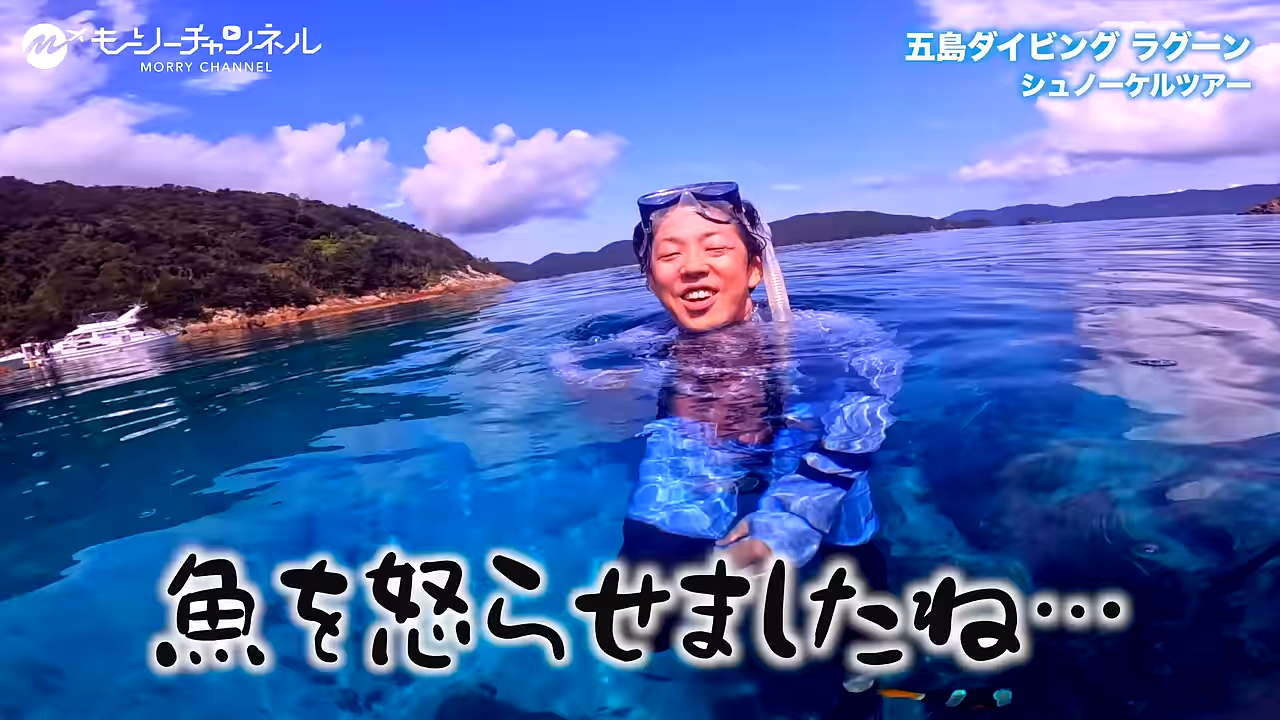 もーりーチャンネル
MORRY CHANNEL
五島ダイビング ラグーン
シュノーケルツアー
魚を怒らせましたね…